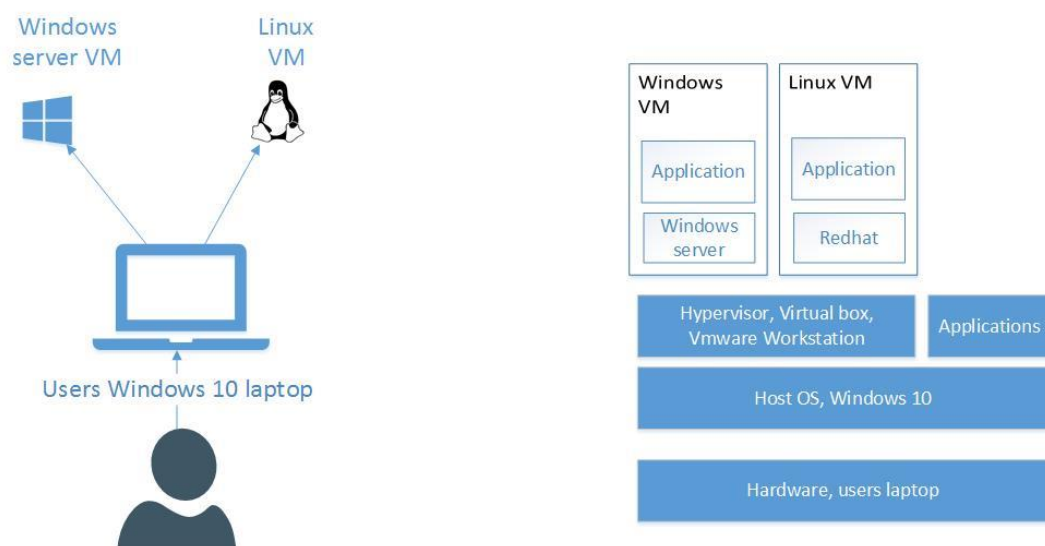 Windows
server VM
Linux
VM
Users Windows 10 laptop
Windows
VM
Application
Windows
server
Linux VM
Application
Redhat
Hypervisor, Virtual box,
Vmware Workstation
Applications
Host OS, Windows 10
Hardware, users laptop